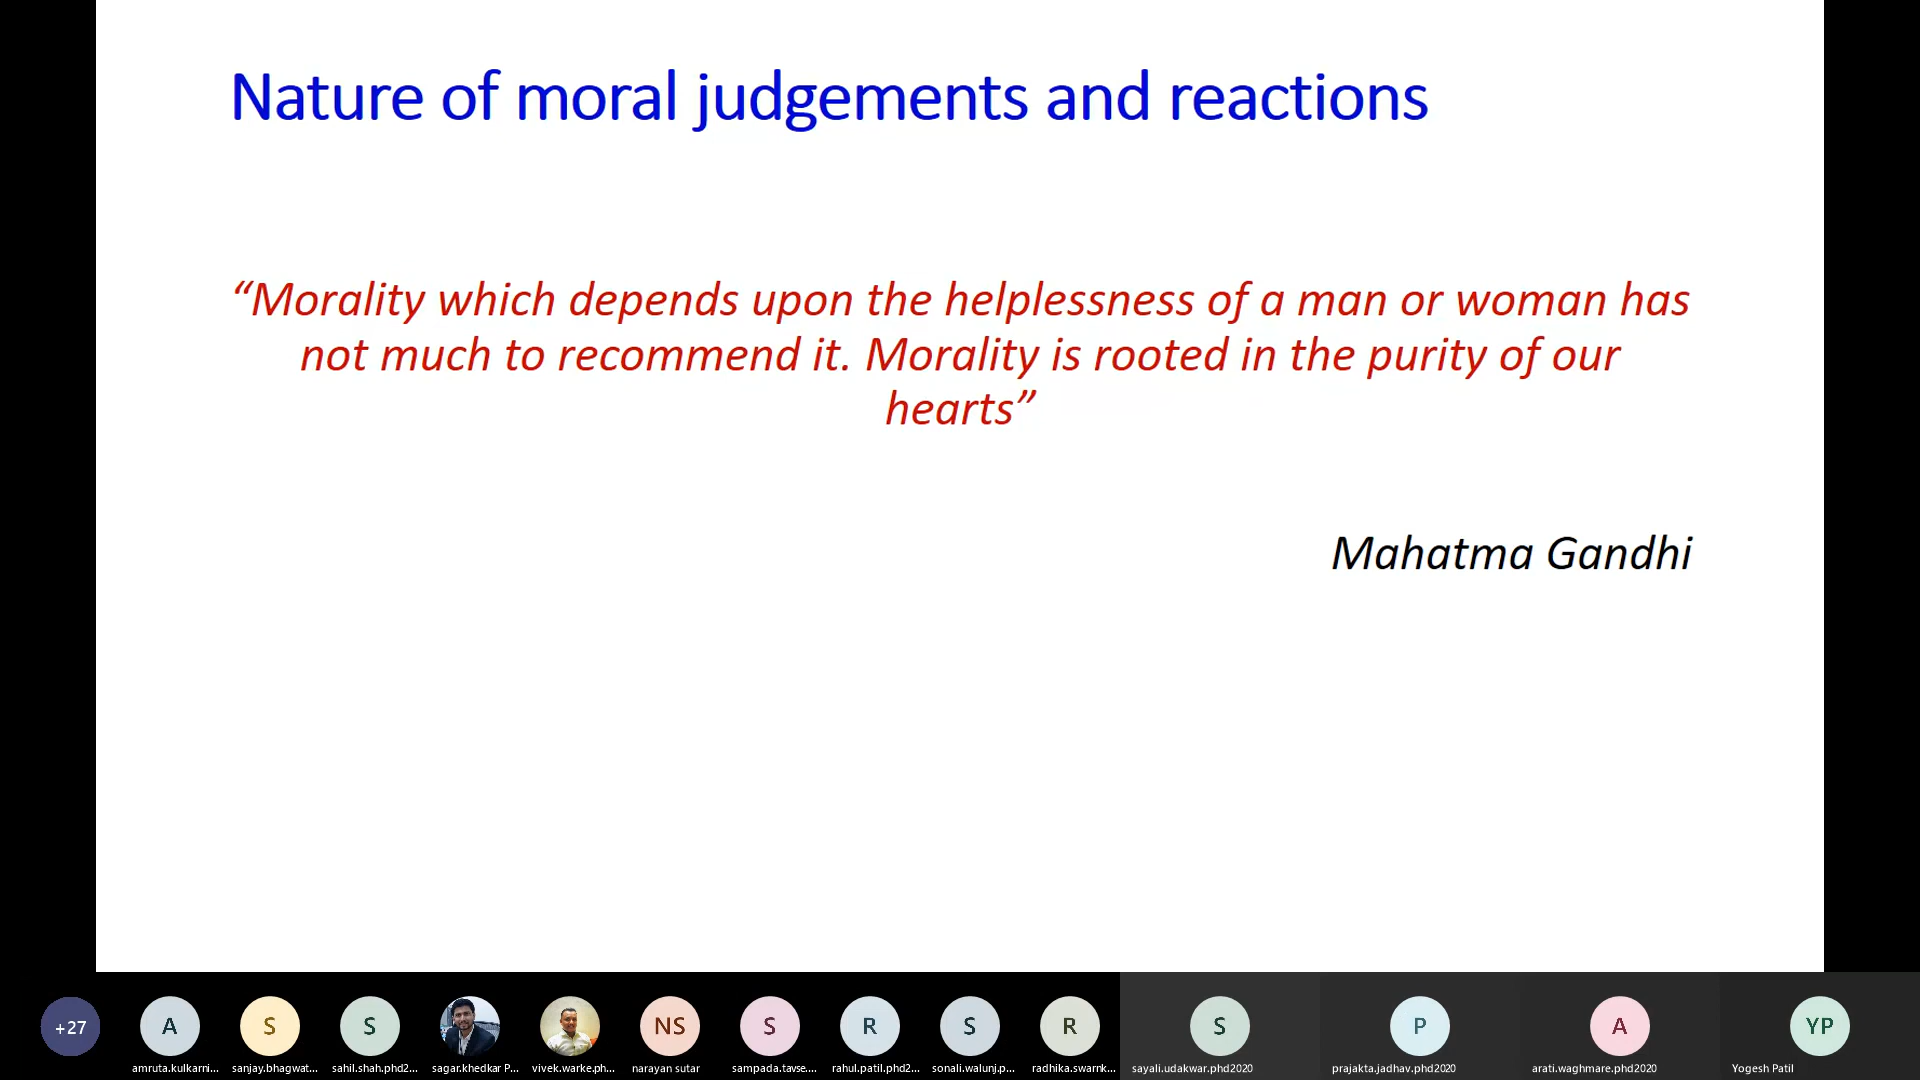 Nature of moral judgements and reactions
“Morality which depends upon the helplessness of a man or woman has
not much to recommend it. Morality is rooted in the purity of our
hearts”
Mahatma Gandhi
+27
A
S
S
NS
S
R
S
R
S
P
A
YP
amruta.kulkarni...
sanjay.bhagwat...
sahil.shah.phd2...
sagar.khedkar P...
vivek.warke.ph...
narayan sutar
sampada.tavse....
rahul.patil.phd2...
sonali.walunj.p...
radhika.swarnk...
sayali.udakwar.phd2020
prajakta.jadhav.phd2020
arati.waghmare.phd2020
Yogesh Patil